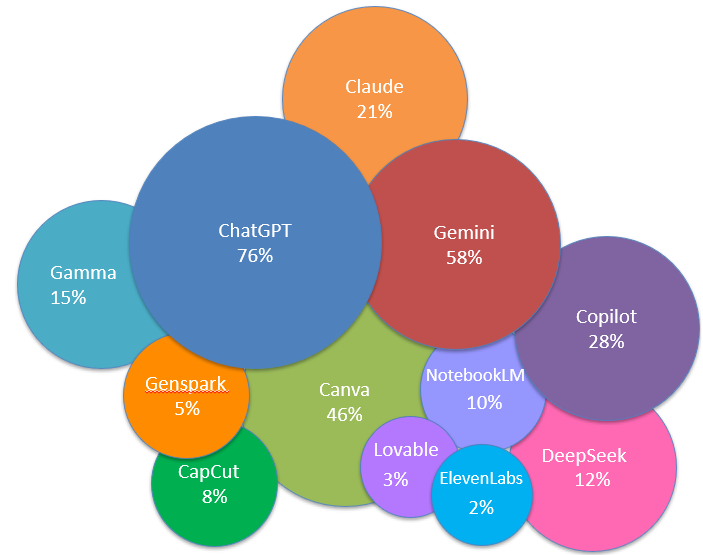 Claude
21%
ChatGPT
76%
Gemini
58%
Gamma
15%
Copilot
28%
Genspark
5%
Canva
46%
NotebookLM
10%
Lovable
3%
CapCut
8%
ElevenLabs
2%
DeepSeek
12%